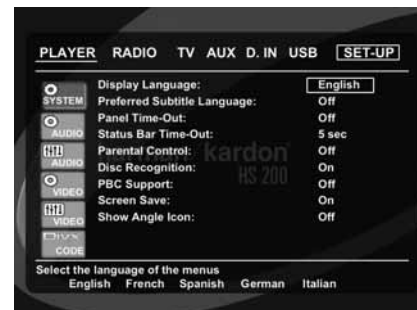 PLAYER RADIO TV AUX D. IN USB SET-UP
SYSTEM
AUDIO
AUDIO
VIDEO
VIDEO
DIVX
CODE
Display Language: English
Preferred Subtitle Language: Off
Panel Time-Out: Off
Status Bar Time-Out: 5 sec
Parental Control: Off
Disc Recognition: On
PBC Support: Off
Screen Save: On
Show Angle Icon: Off
harman/kardon
HS 200
Select the language of the menus
English French Spanish German Italian